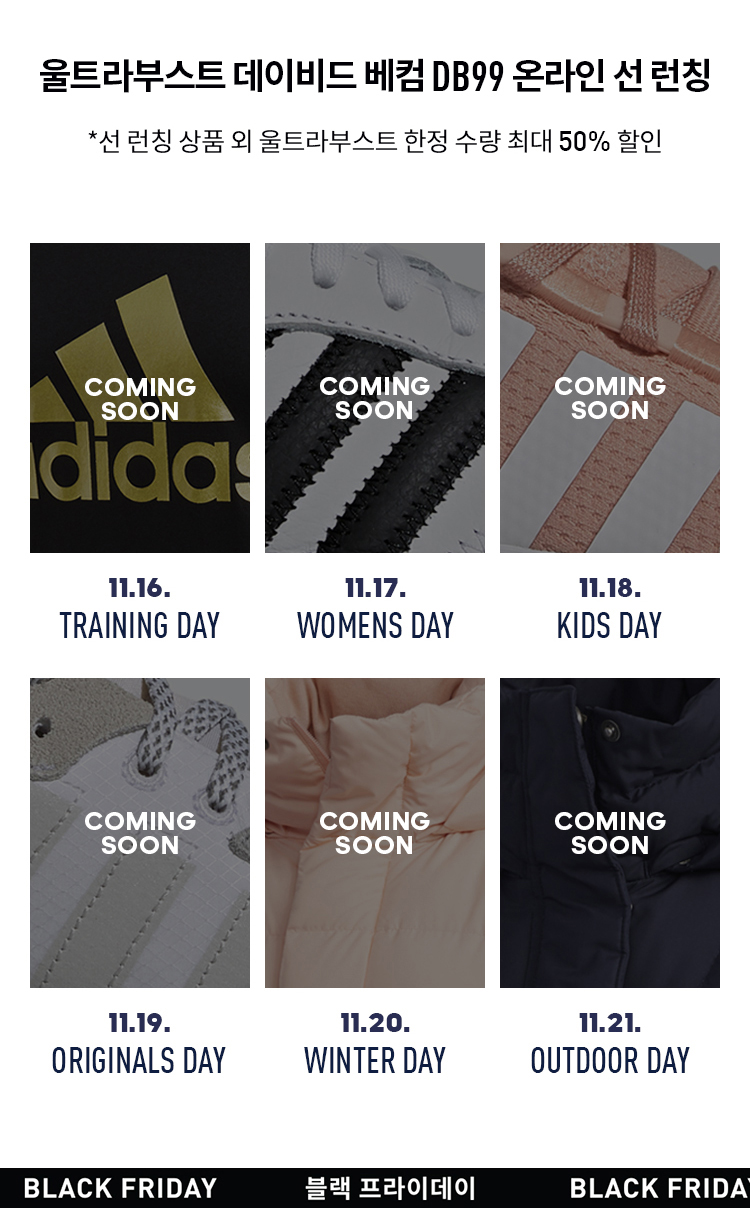 울트라부스트 데이비드 베컴 DB99 온라인 선 런칭
*선 런칭 상품 외 울트라부스트 한정 수량 최대 50% 할인
COMING
SOON
adidas
COMING
SOON
COMING
SOON
11.16.
TRAINING DAY
11.17.
WOMENS DAY
11.18.
KIDS DAY
COMING
SOON
COMING
SOON
COMING
SOON
11.19.
ORIGINALS DAY
11.20.
WINTER DAY
11.21.
OUTDOOR DAY
BLACK FRIDAY 블랙 프라이데이 BLACK FRIDA